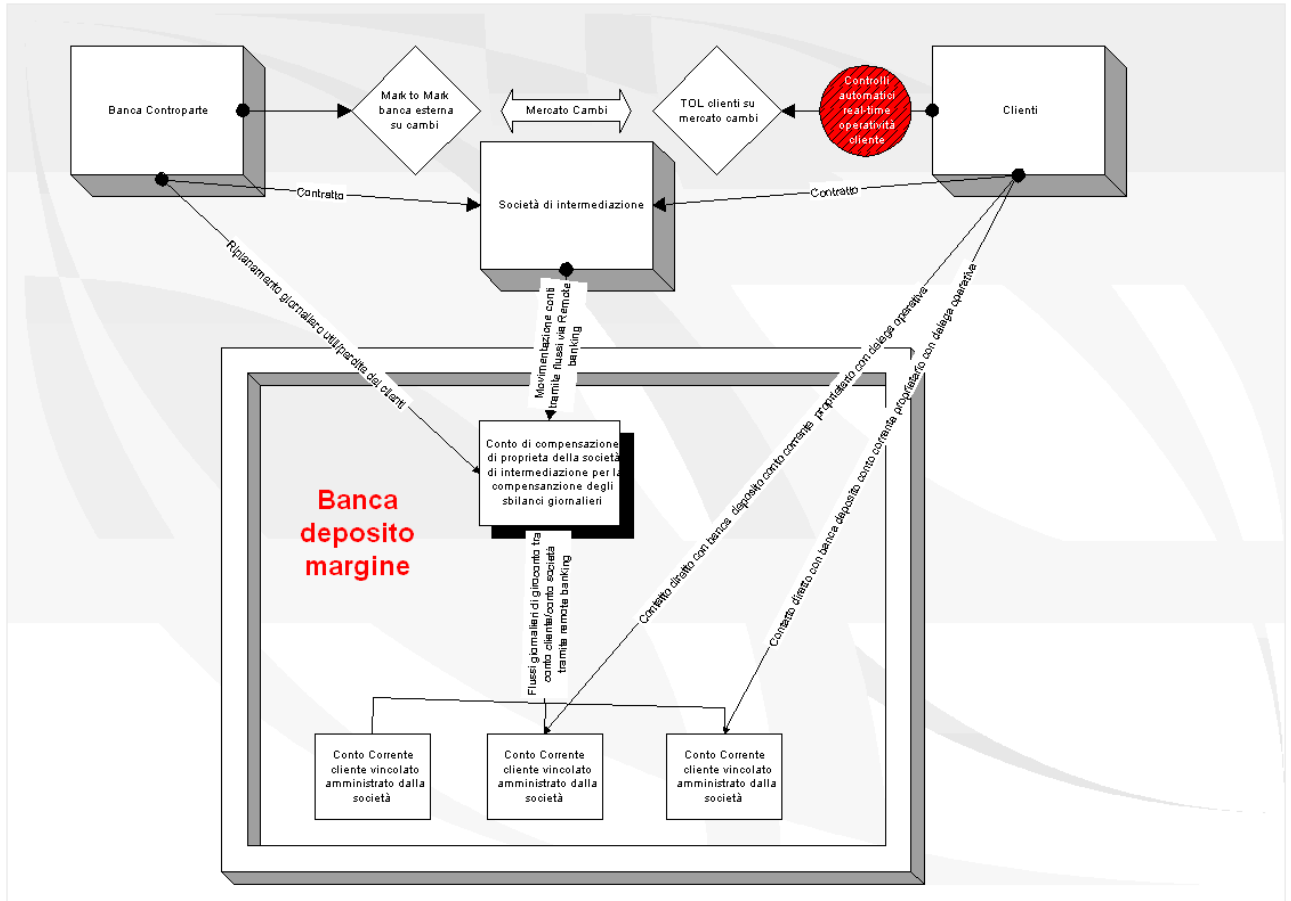 Banca Controparte
Mark to Mark
banca esterna
su cambi
Mercato Cambi
TOL clienti su
mercato cambi
Controlli
automatici
real-time
operatività
cliente
Clienti
Contratto
Società di intermediazione
Contratto
Ripianamento giornaliero utili/perdite dei clienti
Movimentazione conti
tramite flussi via Remote
banking
Contatto diretto con banca deposito conto corrente proprietario con delega operativa
Contatto diretto con banca deposito conto corrente proprietario con delega operativa
Conto di compensazione
di proprieta della società
di intermediazione per la
compensanzione degli
sbilanci giornalieri
Banca
deposito
margine
Flussi giornalieri di giroconto tra
conto cliente/conto società
tramite remote banking
Conto Corrente
cliente vincolato
amministrato dalla
società
Conto Corrente
cliente vincolato
amministrato dalla
società
Conto Corrente
cliente vincolato
amministrato dalla
società